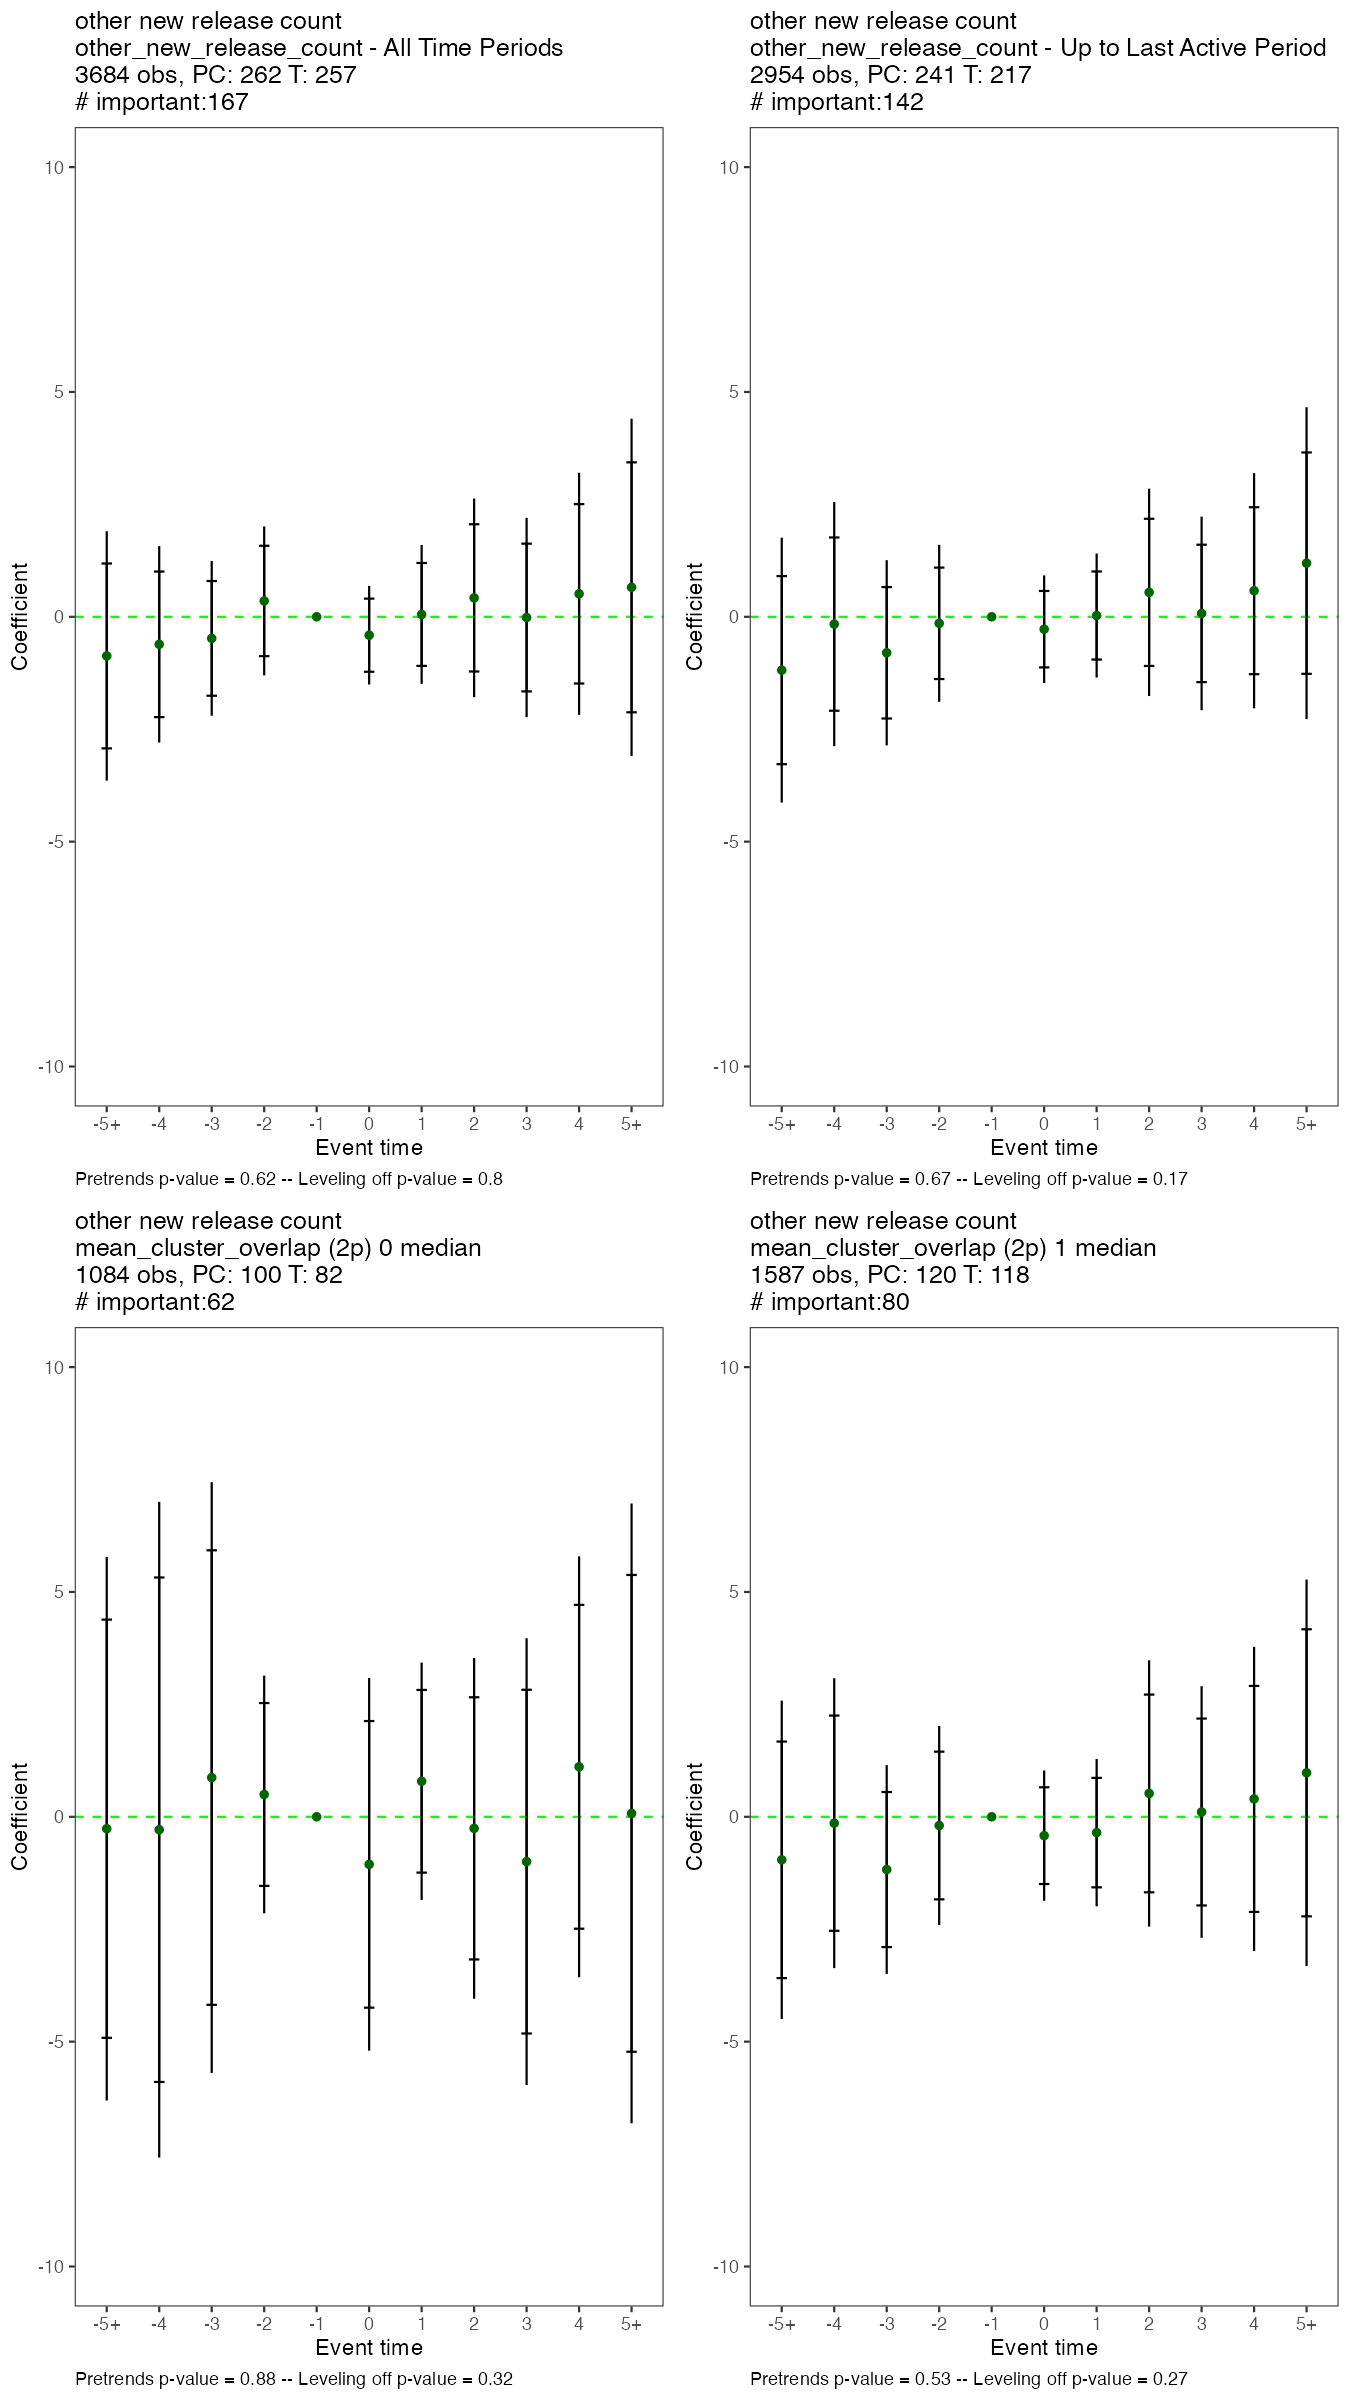 other new release count
other_new_release_count - All Time Periods
3684 obs, PC: 262 T: 257
# important:167
10
5
0
-5
-10
Coefficient
-5+ -4 -3 -2 -1 0 1 2 3 4 5+
Event time
Pretrends p-value = 0.62 -- Leveling off p-value = 0.8
other new release count
other_new_release_count - Up to Last Active Period
2954 obs, PC: 241 T: 217
# important:142
10
5
0
-5
-10
Coefficient
-5+ -4 -3 -2 -1 0 1 2 3 4 5+
Event time
Pretrends p-value = 0.67 -- Leveling off p-value = 0.17
other new release count
mean_cluster_overlap (2p) 0 median
1084 obs, PC: 100 T: 82
# important:62
10
5
0
-5
-10
Coefficient
-5+ -4 -3 -2 -1 0 1 2 3 4 5+
Event time
Pretrends p-value = 0.88 -- Leveling off p-value = 0.32
other new release count
mean_cluster_overlap (2p) 1 median
1587 obs, PC: 120 T: 118
# important:80
10
5
0
-5
-10
Coefficient
-5+ -4 -3 -2 -1 0 1 2 3 4 5+
Event time
Pretrends p-value = 0.53 -- Leveling off p-value = 0.27